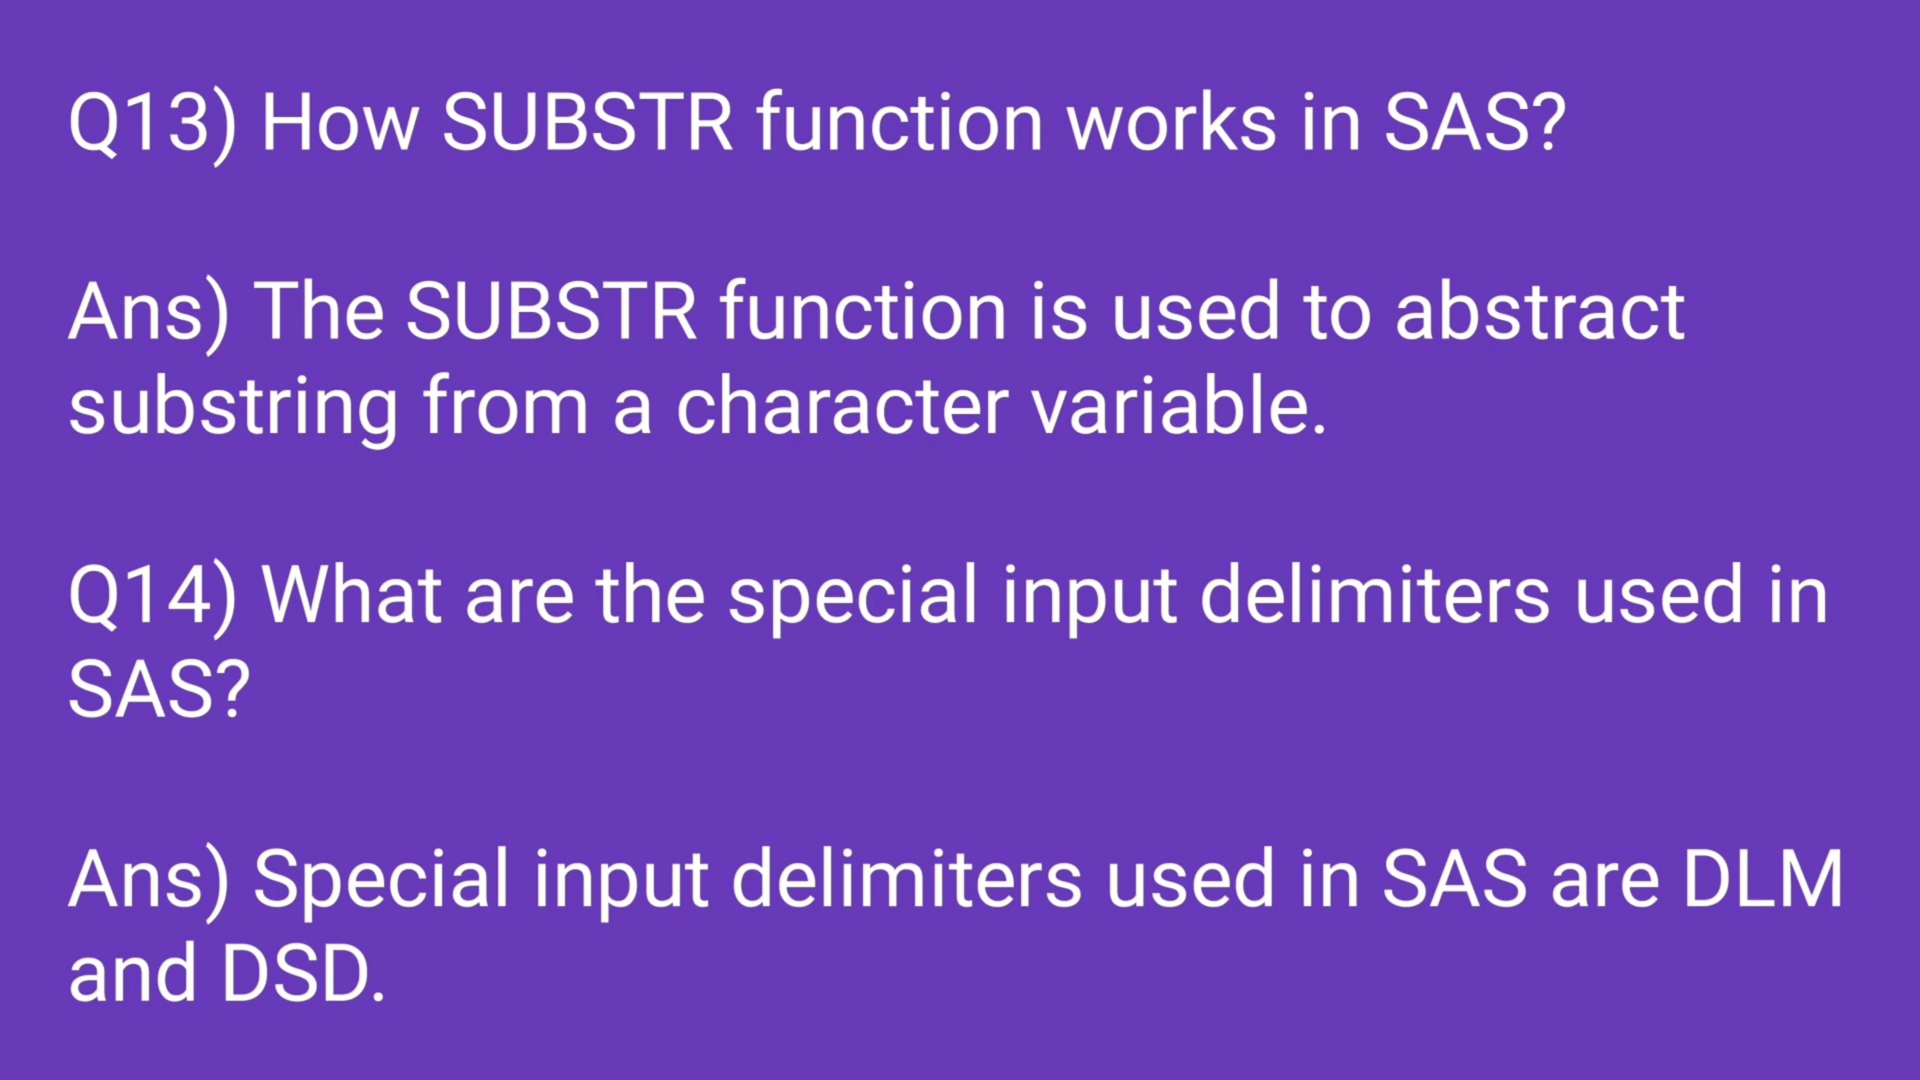 Q13) How SUBSTR function works in SAS?
Ans) The SUBSTR function is used to abstract
substring from a character variable.
Q14) What are the special input delimiters used in
SAS?
Ans) Special input delimiters used in SAS are DLM
and DSD.